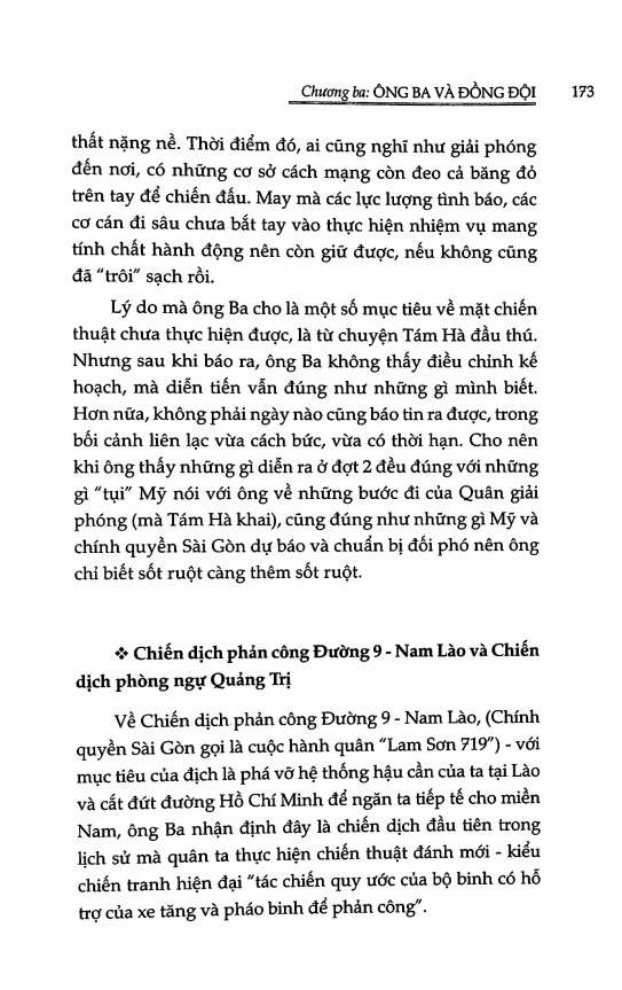 Chương ba: ÔNG BA VÀ ĐỒNG ĐỘI 173
thất nặng nề. Thời điểm đó, ai cũng nghĩ như giải phóng
đến nơi, có những cơ sở cách mạng còn đeo cả băng đỏ
trên tay để chiến đấu. May mà các lực lượng tình báo, các
cơ cán đi sâu chưa bắt tay vào thực hiện nhiệm vụ mang
tính chất hành động nên còn giữ được, nếu không cũng
đã "trôi" sạch rồi.
Lý do mà ông Ba cho là một số mục tiêu về mặt chiến
thuật chưa thực hiện được, là từ chuyện Tám Hà đầu thú.
Nhưng sau khi báo ra, ông Ba không thấy điều chỉnh kế
hoạch, mà diễn tiến vẫn đúng như những gì mình biết.
Hơn nữa, không phải ngày nào cũng báo tin ra được, trong
bối cảnh liên lạc vừa cách bức, vừa có thời hạn. Cho nên
khi ông thấy những gì diễn ra ở đợt 2 đều đúng với những
gì "tụi" Mỹ nói với ông về những bước đi của Quân giải
phóng (mà Tám Hà khai), cũng đúng như những gì Mỹ và
chính quyền Sài Gòn dự báo và chuẩn bị đối phó nên ông
chỉ biết sốt ruột càng thêm sốt ruột.
❖ Chiến dịch phản công Đường 9 - Nam Lào và Chiến
dịch phòng ngự Quảng Trị
Về Chiến dịch phản công Đường 9 - Nam Lào, (Chính
quyền Sài Gòn gọi là cuộc hành quân "Lam Sơn 719") - với
mục tiêu của địch là phá vỡ hệ thống hậu cần của ta tại Lào
và cắt đứt đường Hồ Chí Minh để ngăn ta tiếp tế cho miền
Nam, ông Ba nhận định đây là chiến dịch đầu tiên trong
lịch sử mà quân ta thực hiện chiến thuật đánh mới - kiểu
chiến tranh hiện đại "tác chiến quy ước của bộ binh có hỗ
trợ của xe tăng và pháo binh để phản công".